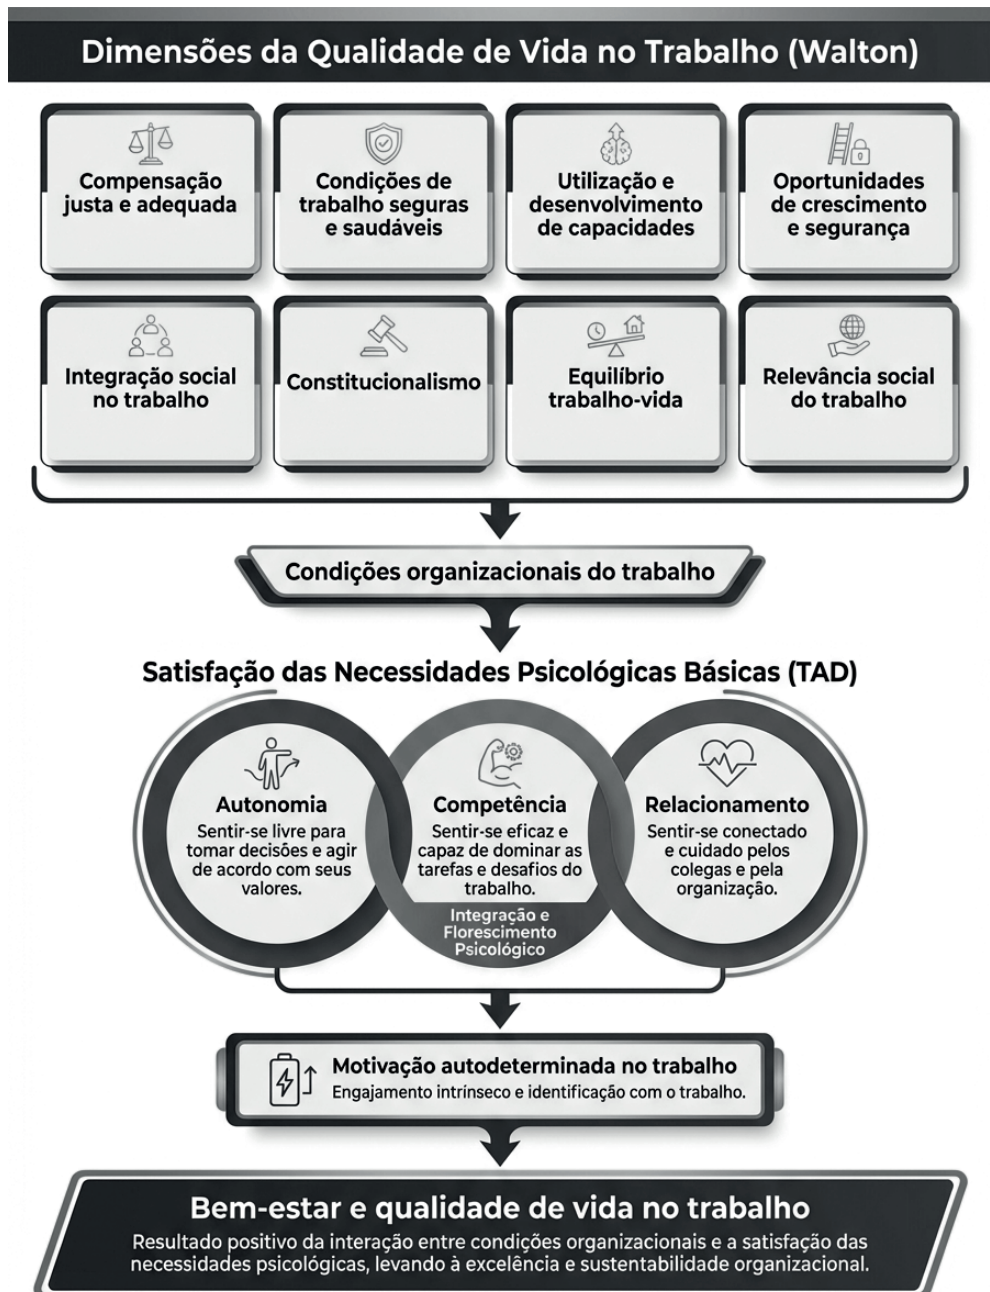 Dimensões da Qualidade de Vida no Trabalho (Walton)
Compensação
justa e adequada
Condições de
trabalho seguras
e saudáveis
Utilização e
desenvolvimento
de capacidades
Oportunidades
de crescimento
e segurança
Integração social
no trabalho
Constitucionalismo
Equilíbrio
trabalho-vida
Relevância social
do trabalho
Condições organizacionais do trabalho
Satisfação das Necessidades Psicológicas Básicas (TAD)
Autonomia
Sentir-se livre para
tomar decisões e agir
de acordo com seus
valores.
Competência
Sentir-se eficaz e
capaz de dominar as
tarefas e desafios do
trabalho.
Integração e
Florescimento
Psicológico
Relacionamento
Sentir-se conectado
e cuidado pelos
colegas e pela
organização.
Motivação autodeterminada no trabalho
Engajamento intrínseco e identificação com o trabalho.
Bem-estar e qualidade de vida no trabalho
Resultado positivo da interação entre condições organizacionais e a satisfação das
necessidades psicológicas, levando à excelência e sustentabilidade organizacional.